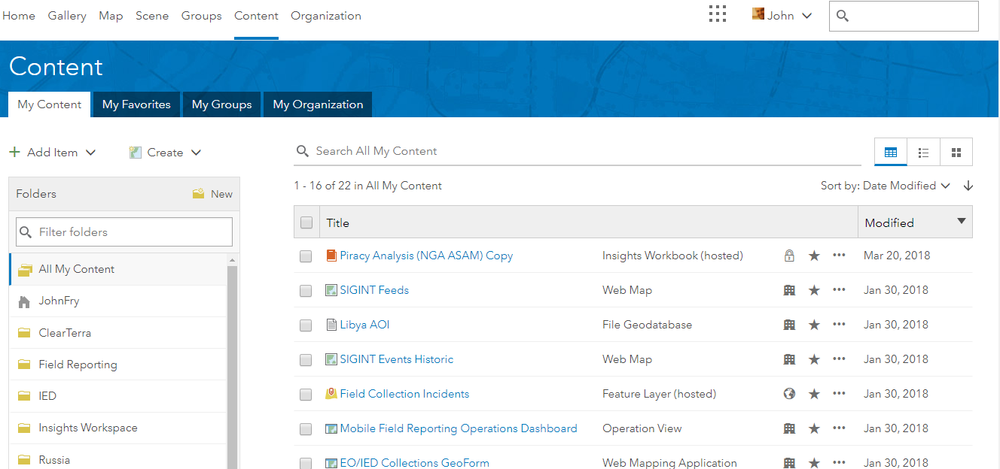 Home Gallery Map Scene Groups Content Organization John
Content
My Content My Favorites My Groups My Organization
Add Item Create Search All My Content
1 - 16 of 22 in All My Content Sort by: Date Modified
Folders New
Filter folders
All My Content
JohnFry
ClearTerra
Field Reporting
IED
Insights Workspace
Russia
Title Modified
Piracy Analysis (NGA ASAM) Copy Insights Workbook (hosted) Mar 20, 2018
SIGINT Feeds Web Map Jan 30, 2018
Libya AOI File Geodatabase Jan 30, 2018
SIGINT Events Historic Web Map Jan 30, 2018
Field Collection Incidents Feature Layer (hosted) Jan 30, 2018
Mobile Field Reporting Operations Dashboard Operation View Jan 30, 2018
EO/IED Collections GeoForm Web Mapping Application Jan 30, 2018